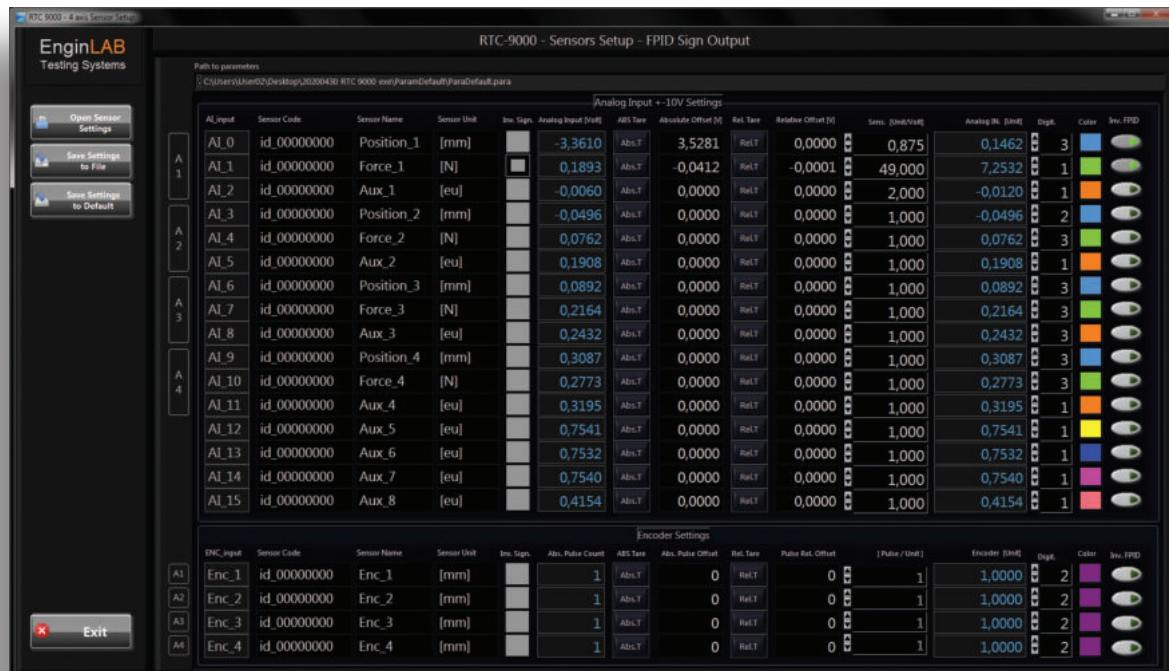 RTC 9000 - 4 axis Sensor Setup
EnginLAB
Testing Systems
RTC-9000 - Sensors Setup - FPID Sign Output
Path to parameters
C:\Users\User02\Desktop\20200430 RTC 9000 exe\ParamDefault\ParaDefault.para
Open Sensor
Settings
Save Settings
to File
Save Settings
to Default
Exit
Analog Input +-10V Settings
AI_input Sensor Code Sensor Name Sensor Unit Inv. Sign. Analog Input [Volt] ABS Tare Absolute Offset [V] Rel. Tare Relative Offset [V] Sens. [Unit/Volt] Analog IN. [Unit] Digit. Color Inv. FPID
A 1
A 2
A 3
A 4
AI_0 id_00000000 Position_1 [mm] -3,3610 Abs.T 3,5281 Rel.T 0,0000 0,875 0,1462 3
AI_1 id_00000000 Force_1 [N] 0,1893 Abs.T -0,0412 Rel.T -0,0001 49,000 7,2532 1
AI_2 id_00000000 Aux_1 [eu] -0,0060 Abs.T 0,0000 Rel.T 0,0000 2,000 -0,0120 1
AI_3 id_00000000 Position_2 [mm] -0,0496 Abs.T 0,0000 Rel.T 0,0000 1,000 -0,0496 2
AI_4 id_00000000 Force_2 [N] 0,0762 Abs.T 0,0000 Rel.T 0,0000 1,000 0,0762 3
AI_5 id_00000000 Aux_2 [eu] 0,1908 Abs.T 0,0000 Rel.T 0,0000 1,000 0,1908 1
AI_6 id_00000000 Position_3 [mm] 0,0892 Abs.T 0,0000 Rel.T 0,0000 1,000 0,0892 3
AI_7 id_00000000 Force_3 [N] 0,2164 Abs.T 0,0000 Rel.T 0,0000 1,000 0,2164 3
AI_8 id_00000000 Aux_3 [eu] 0,2432 Abs.T 0,0000 Rel.T 0,0000 1,000 0,2432 3
AI_9 id_00000000 Position_4 [mm] 0,3087 Abs.T 0,0000 Rel.T 0,0000 1,000 0,3087 3
AI_10 id_00000000 Force_4 [N] 0,2773 Abs.T 0,0000 Rel.T 0,0000 1,000 0,2773 3
AI_11 id_00000000 Aux_4 [eu] 0,3195 Abs.T 0,0000 Rel.T 0,0000 1,000 0,3195 1
AI_12 id_00000000 Aux_5 [eu] 0,7541 Abs.T 0,0000 Rel.T 0,0000 1,000 0,7541 1
AI_13 id_00000000 Aux_6 [eu] 0,7532 Abs.T 0,0000 Rel.T 0,0000 1,000 0,7532 1
AI_14 id_00000000 Aux_7 [eu] 0,7540 Abs.T 0,0000 Rel.T 0,0000 1,000 0,7540 1
AI_15 id_00000000 Aux_8 [eu] 0,4154 Abs.T 0,0000 Rel.T 0,0000 1,000 0,4154 1
Encoder Settings
ENC_input Sensor Code Sensor Name Sensor Unit Inv. Sign. Abs. Pulse Count ABS Tare Abs. Pulse Offset Rel. Tare Pulse Rel. Offset [ Pulse / Unit ] Encoder [Unit] Digit. Color Inv. FPID
A1 Enc_1 id_00000000 Enc_1 [mm] 1 Abs.T 0 Rel.T 0 1 1,0000 2
A2 Enc_2 id_00000000 Enc_2 [mm] 1 Abs.T 0 Rel.T 0 1 1,0000 2
A3 Enc_3 id_00000000 Enc_3 [mm] 1 Abs.T 0 Rel.T 0 1 1,0000 2
A4 Enc_4 id_00000000 Enc_4 [mm] 1 Abs.T 0 Rel.T 0 1 1,0000 2